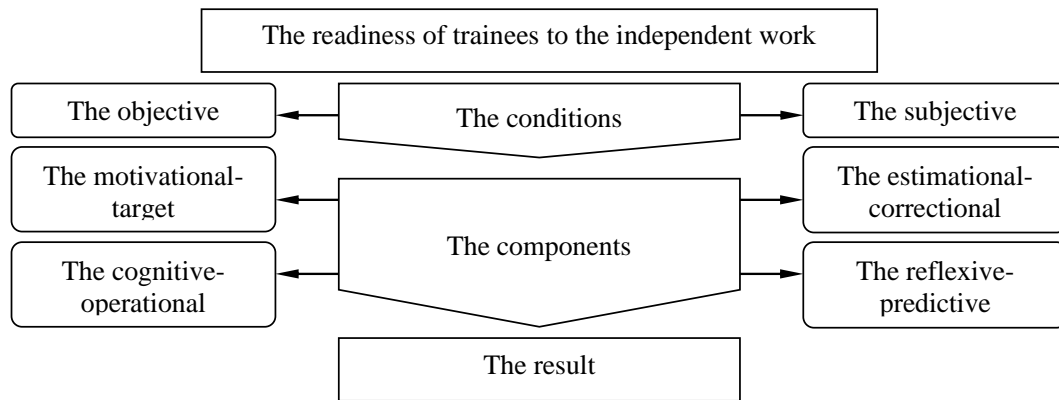 The readiness of trainees to the independent work
The objective
The conditions
The subjective
The motivational-
target
The estimational-
correctional
The components
The cognitive-
operational
The reflexive-
predictive
The result